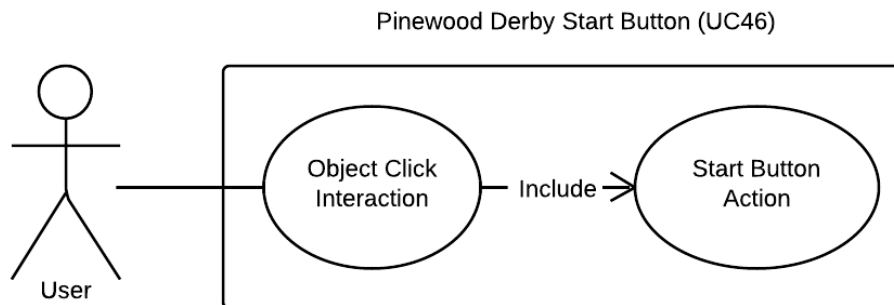 Pinewood Derby Start Button (UC46)
Object Click
Interaction
Include
Start Button
Action
User